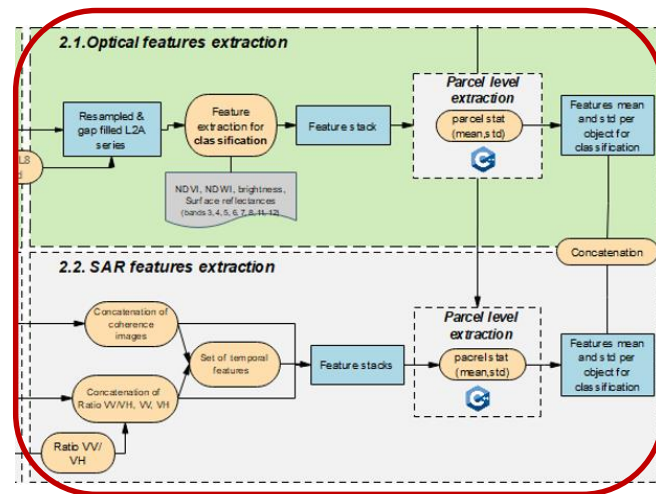 2.1.Optical features extraction
Resampled &
gap filled L2A
series
Feature
extraction for
classification
Feature stack
Parcel level
extraction
parcel stat
(mean,std)
C++
Features mean
and std per
object for
classification
L8
d
NDVI, NDWI, brightness,
Surface reflectances
(bands 3, 4, 5, 6, 7, 8, 11, 12)
Concatenation
2.2. SAR features extraction
Concatenation of
coherence
images
Set of temporal
features
Concatenation of
Ratio VV/VH, VV, VH
Ratio VV/
VH
Feature stacks
Parcel level
extraction
pacrel stat
(mean,std)
C++
Features mean
and std per
object for
classification